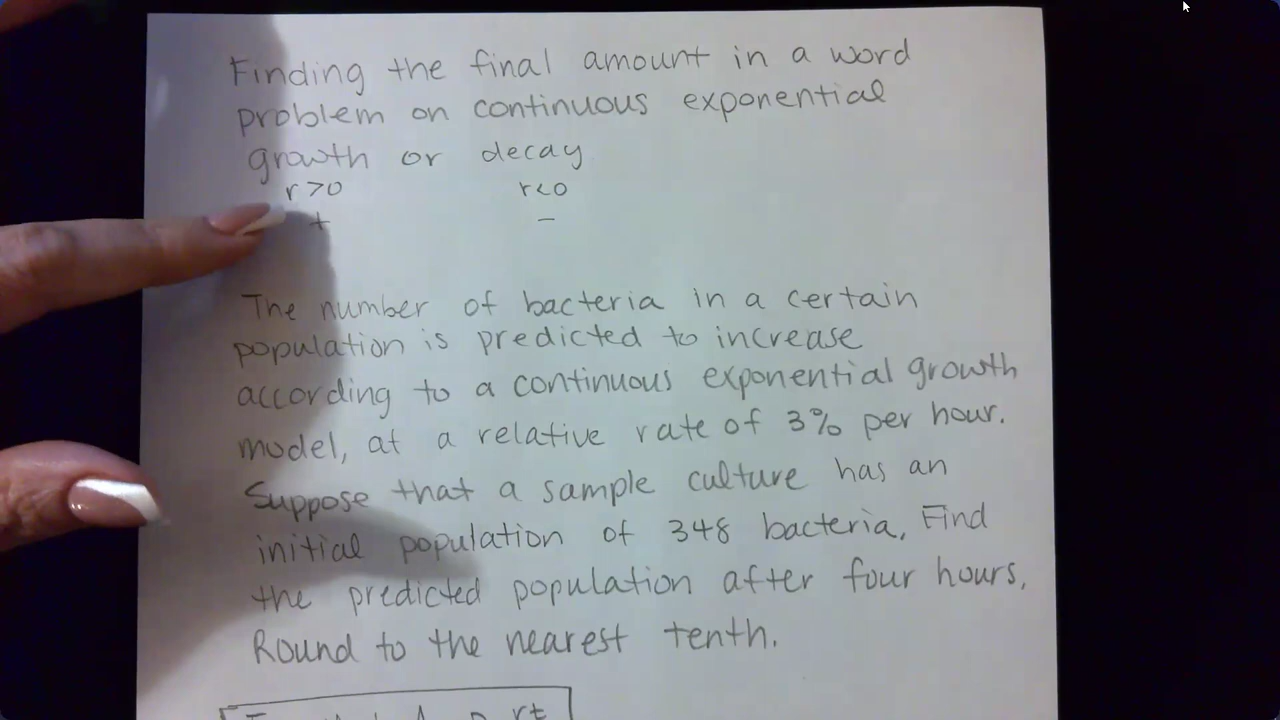 Finding the final amount in a word
problem on continuous exponential
growth or decay
r>0 r<0
+ −
The number of bacteria in a certain
population is predicted to increase
according to a continuous exponential growth
model, at a relative rate of 3% per hour.
Suppose that a sample culture has an
initial population of 348 bacteria. Find
the predicted population after four hours.
Round to the nearest tenth.
rt